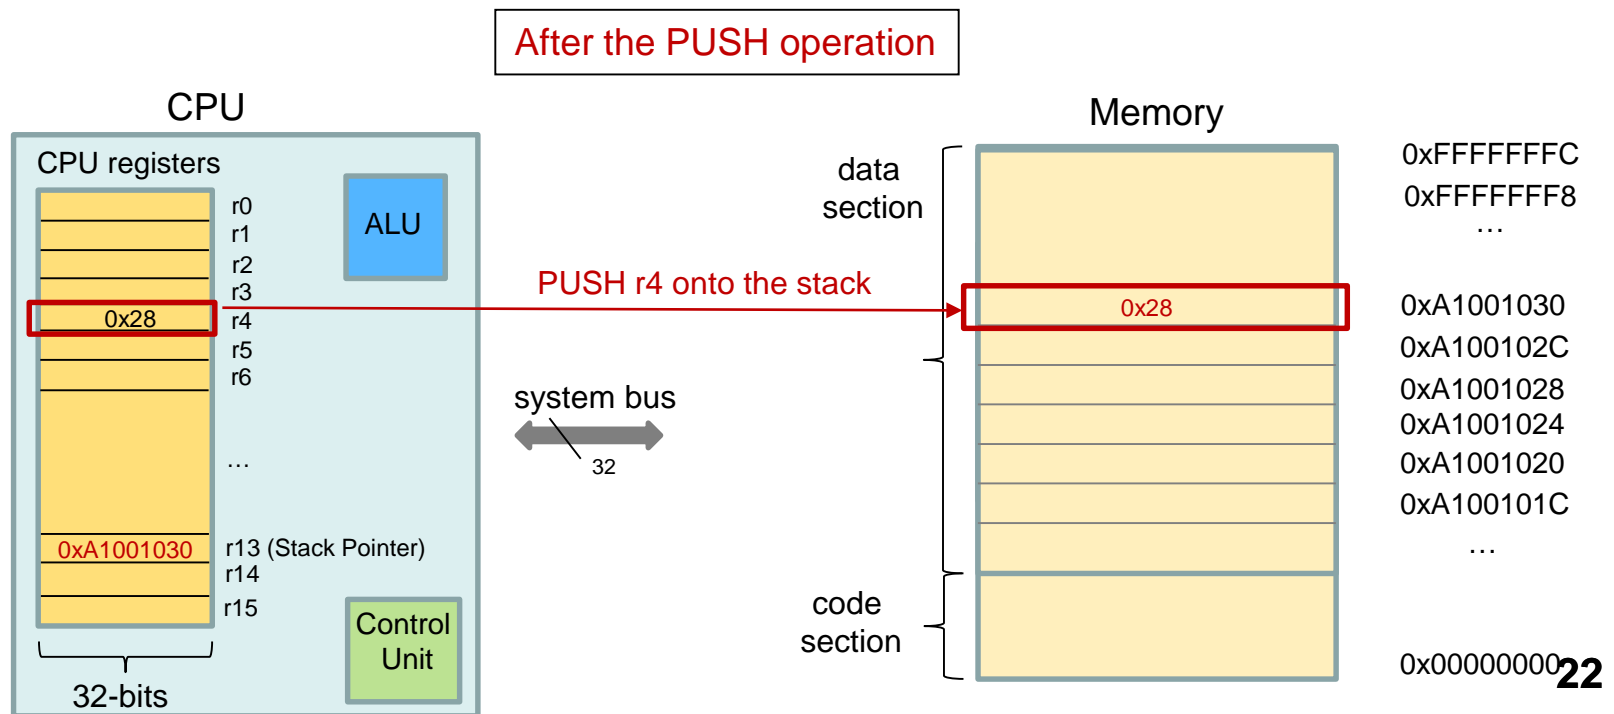 After the PUSH operation
CPU
CPU registers
r0
r1
r2
r3
0x28
r4
r5
r6
…
0xA1001030
r13 (Stack Pointer)
r14
r15
32-bits
ALU
Control
Unit
PUSH r4 onto the stack
system bus
32
Memory
data
section
code
section
0x28
0xFFFFFFFC
0xFFFFFFF8
…
0xA1001030
0xA100102C
0xA1001028
0xA1001024
0xA1001020
0xA100101C
…
0x00000000
22